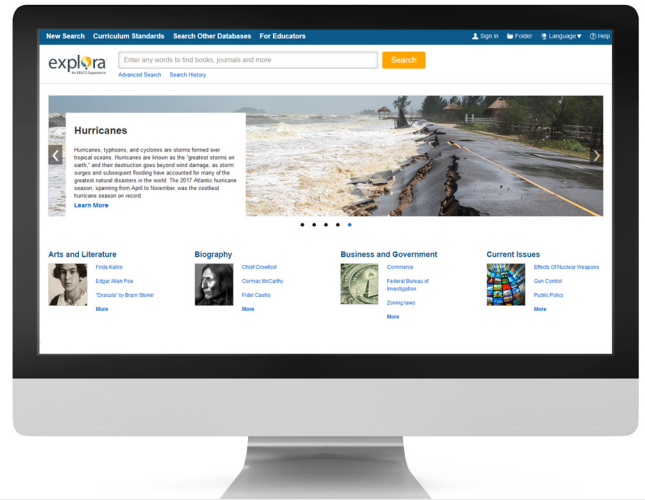 New Search Curriculum Standards Search Other Databases For Educators Sign In Folder Language Help
explora
An EBSCO Experience
Enter any words to find books, journals and more
Search
Advanced Search Search History
Hurricanes
Hurricanes, typhoons, and cyclones are storms formed over
tropical oceans. Hurricanes are known as the "greatest storms on
earth," and their destruction goes beyond wind damage, as storm
surges and subsequent flooding have accounted for many of the
greatest natural disasters in the world. The 2017 Atlantic hurricane
season, spanning from April to November, was the costliest
hurricane season on record.
Learn More
Arts and Literature
Frida Kahlo
Edgar Allan Poe
"Dracula" by Bram Stoker
More
Biography
Chief Crowfoot
Cormac McCarthy
Fidel Castro
More
Business and Government
Commerce
Federal Bureau of
Investigation
Zoning laws
More
Current Issues
Effects Of Nuclear Weapons
Gun Control
Public Policy
More